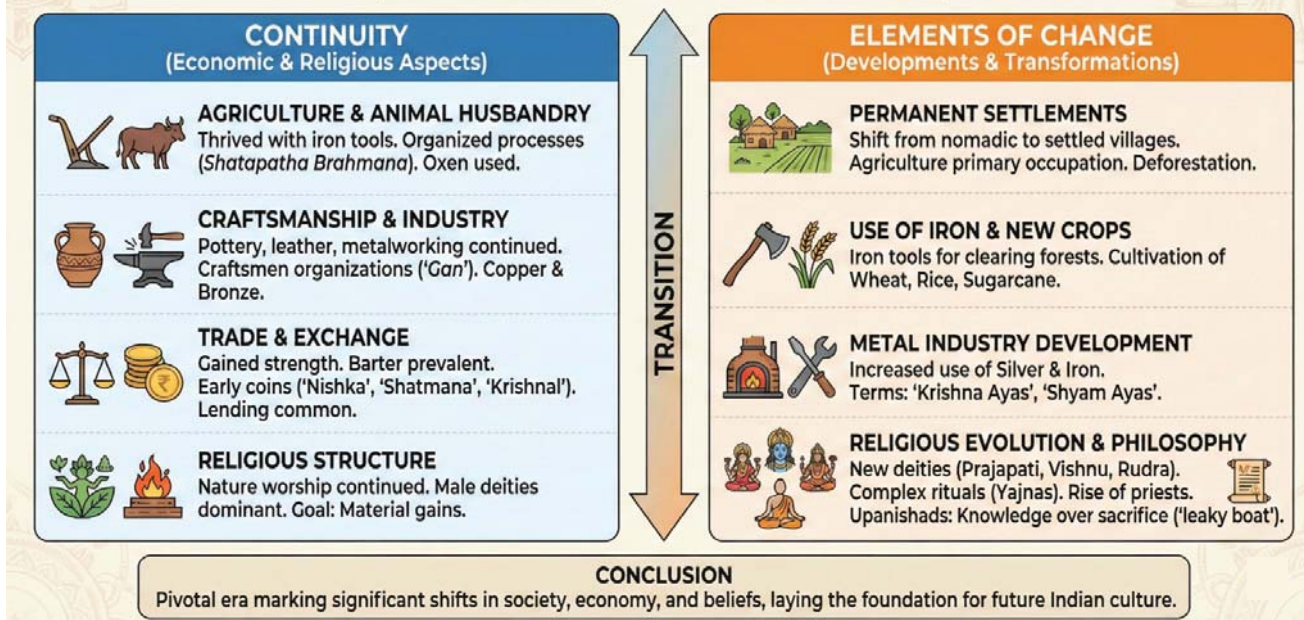 CONTINUITY
(Economic & Religious Aspects)
AGRICULTURE & ANIMAL HUSBANDRY
Thrived with iron tools. Organized processes
(Shatapatha Brahmana). Oxen used.
CRAFTSMANSHIP & INDUSTRY
Pottery, leather, metalworking continued.
Craftsmen organizations (‘Gan’). Copper &
Bronze.
TRADE & EXCHANGE
Gained strength. Barter prevalent.
Early coins (‘Nishka’, ‘Shatmana’, ‘Krishnal’).
Lending common.
₹
RELIGIOUS STRUCTURE
Nature worship continued. Male deities
dominant. Goal: Material gains.
TRANSITION
ELEMENTS OF CHANGE
(Developments & Transformations)
PERMANENT SETTLEMENTS
Shift from nomadic to settled villages.
Agriculture primary occupation. Deforestation.
USE OF IRON & NEW CROPS
Iron tools for clearing forests. Cultivation of
Wheat, Rice, Sugarcane.
METAL INDUSTRY DEVELOPMENT
Increased use of Silver & Iron.
Terms: ‘Krishna Ayas’, ‘Shyam Ayas’.
RELIGIOUS EVOLUTION & PHILOSOPHY
New deities (Prajapati, Vishnu, Rudra).
Complex rituals (Yajnas). Rise of priests.
Upanishads: Knowledge over sacrifice (‘leaky boat’).
CONCLUSION
Pivotal era marking significant shifts in society, economy, and beliefs, laying the foundation for future Indian culture.